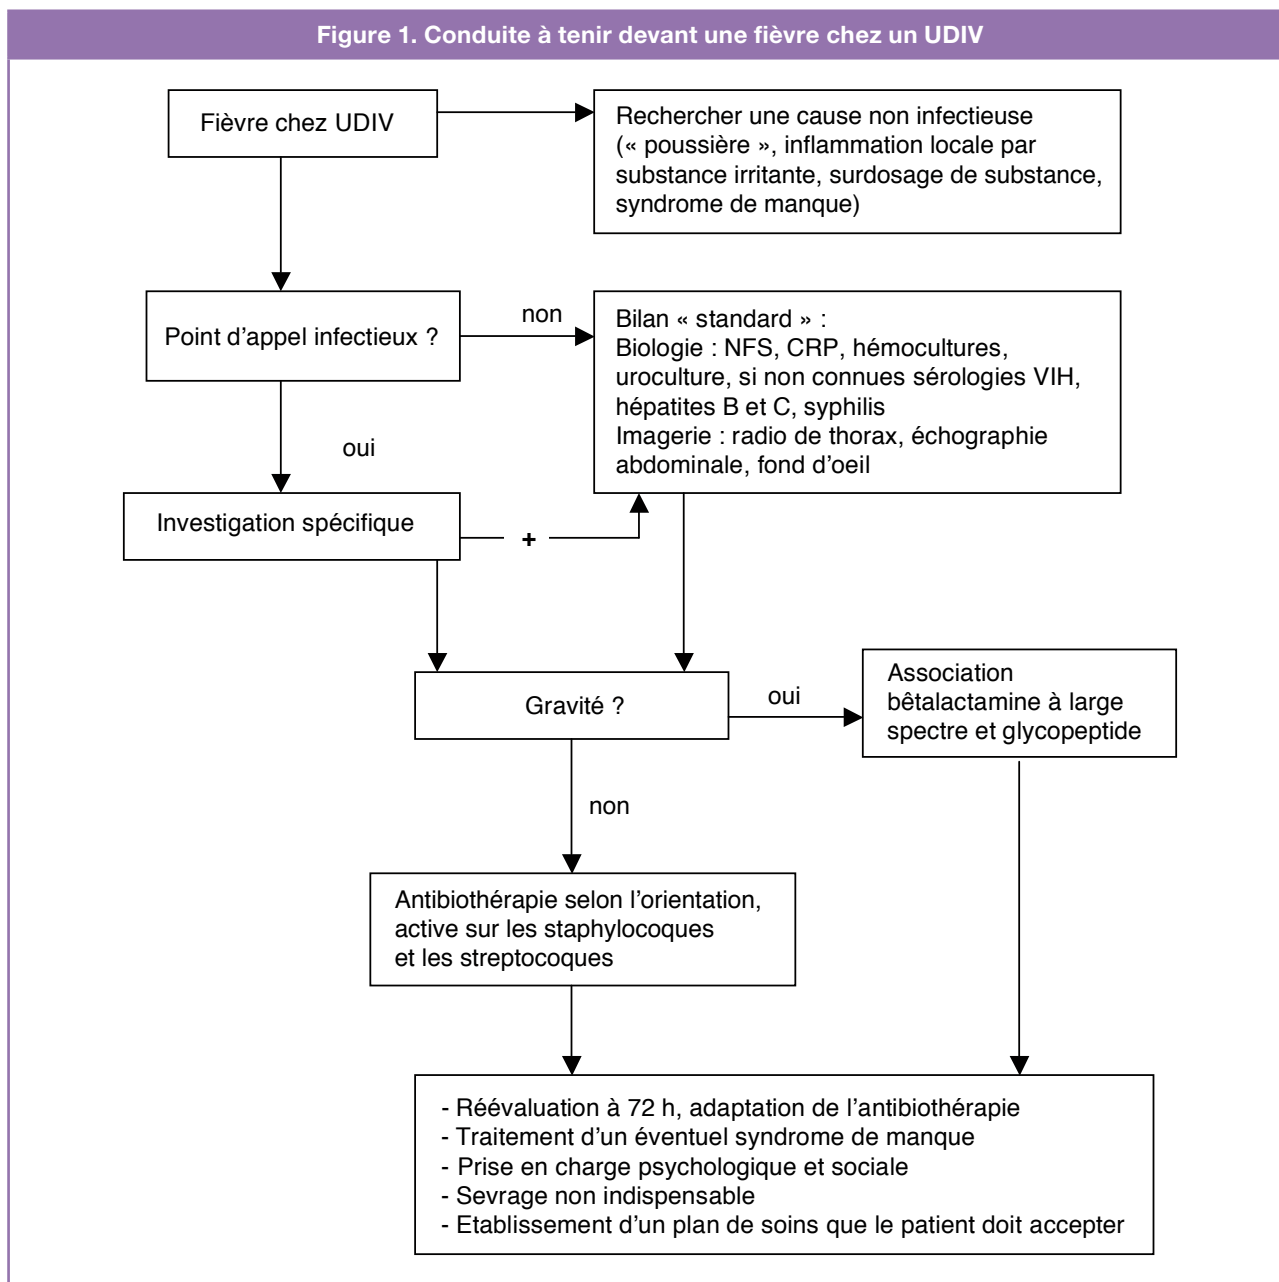 Figure 1. Conduite à tenir devant une fièvre chez un UDIV
Fièvre chez UDIV
Rechercher une cause non infectieuse
(« poussière », inflammation locale par
substance irritante, surdosage de substance,
syndrome de manque)
Point d'appel infectieux ?
non
Bilan « standard » :
Biologie : NFS, CRP, hémocultures,
uroculture, si non connues sérologies VIH,
hépatites B et C, syphilis
Imagerie : radio de thorax, échographie
abdominale, fond d'oeil
oui
Investigation spécifique
+
Gravité ?
oui
Association
bêtalactamine à large
spectre et glycopeptide
non
Antibiothérapie selon l'orientation,
active sur les staphylocoques
et les streptocoques
- Réévaluation à 72 h, adaptation de l'antibiothérapie
- Traitement d'un éventuel syndrome de manque
- Prise en charge psychologique et sociale
- Sevrage non indispensable
- Etablissement d'un plan de soins que le patient doit accepter